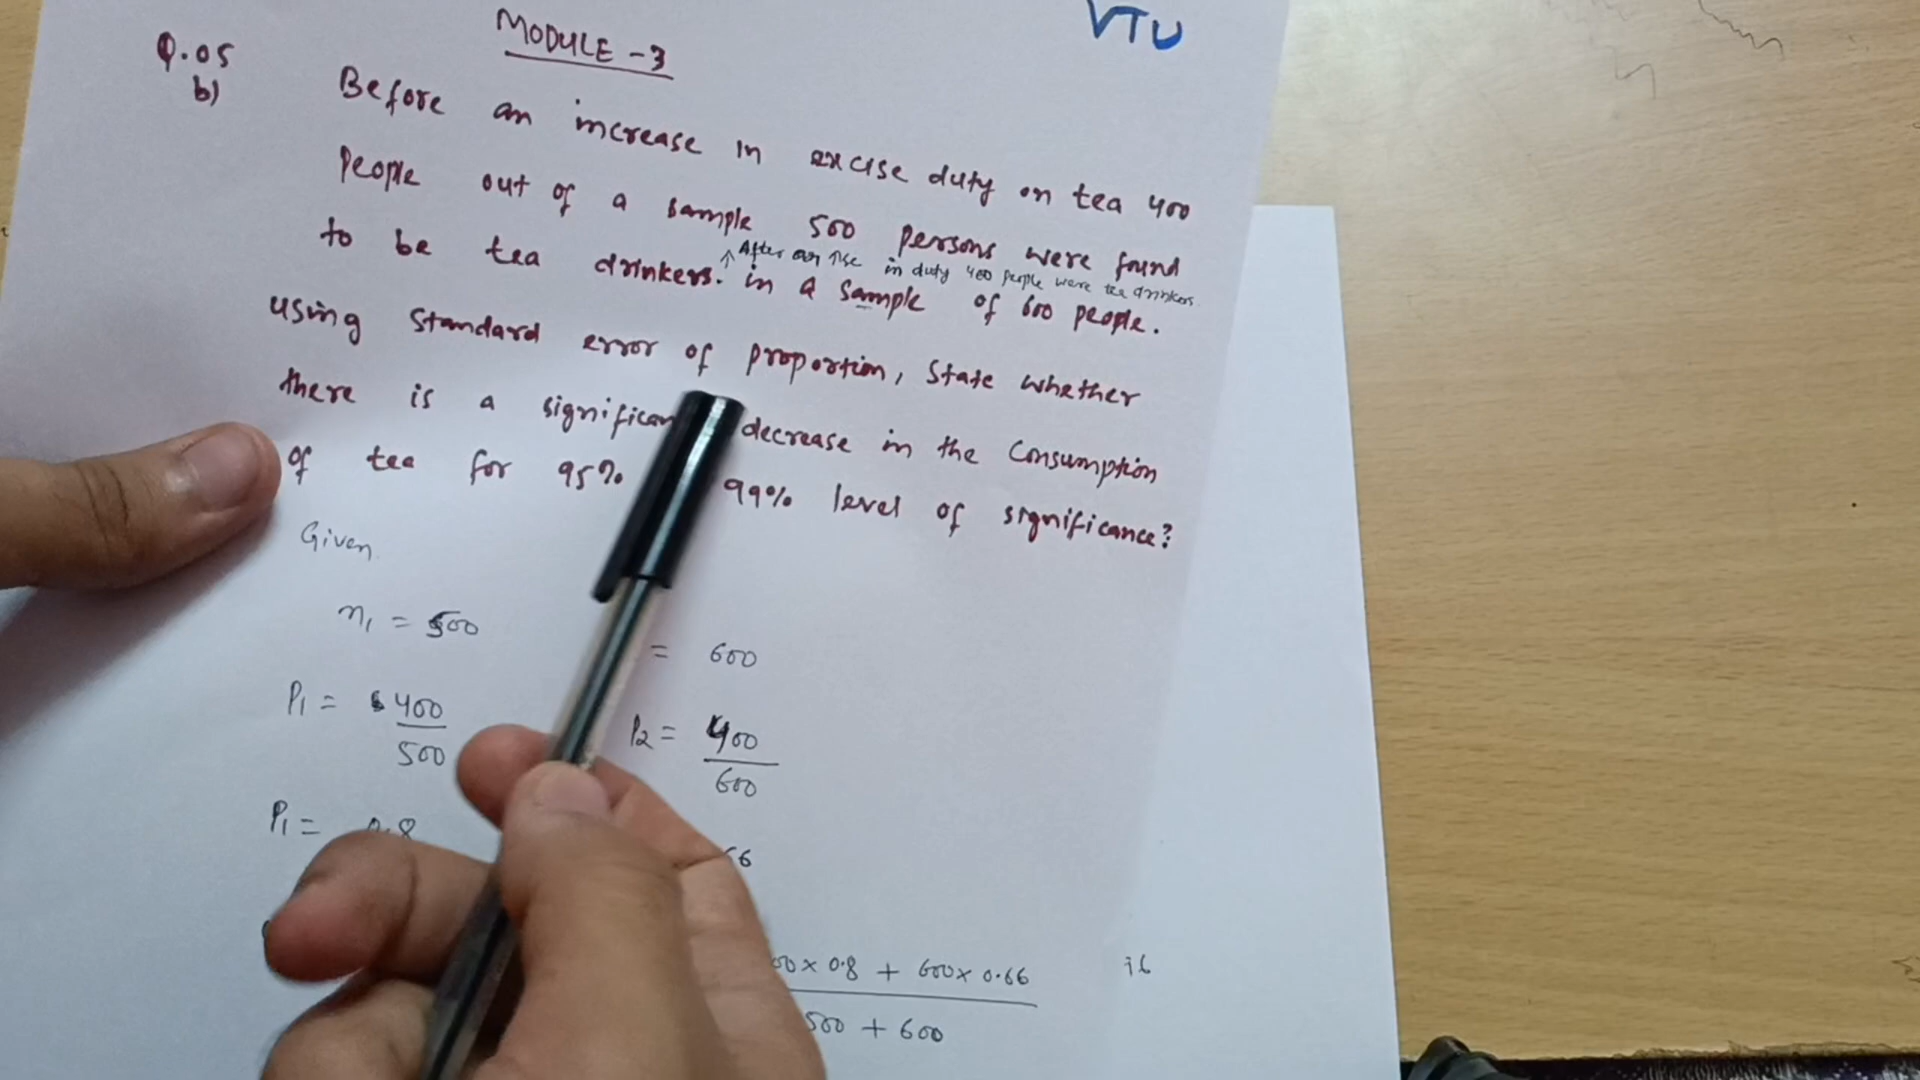 MODULE - 3
VTU
Q.05
b)
Before an increase in excise duty on tea 400
People out of a sample 500 persons were found
After an rise in duty 400 people were tea drinkers
to be tea drinkers. in a sample of 600 people.
using standard error of proportion, state whether
there is a significan decrease in the consumption
of tea for 95% 99% level of significance?
Given
n₁ = 500 = 600
P₁ = 400/500 P₂ = 400/600
P₁ = 0.8 66
00 x 0.8 + 600 x 0.66
500 + 600